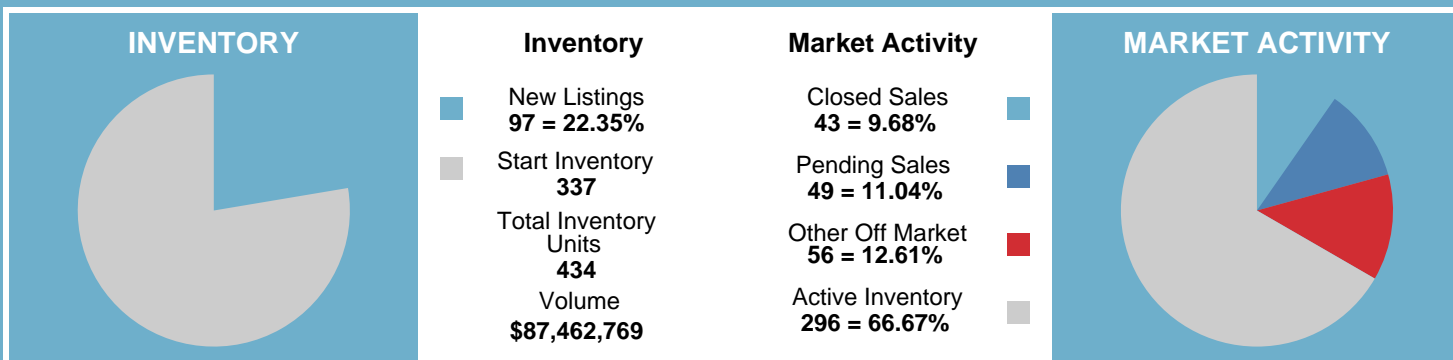 INVENTORY
Inventory
New Listings
97 = 22.35%
Start Inventory
337
Total Inventory
Units
434
Volume
$87,462,769
Market Activity
Closed Sales
43 = 9.68%
Pending Sales
49 = 11.04%
Other Off Market
56 = 12.61%
Active Inventory
296 = 66.67%
MARKET ACTIVITY